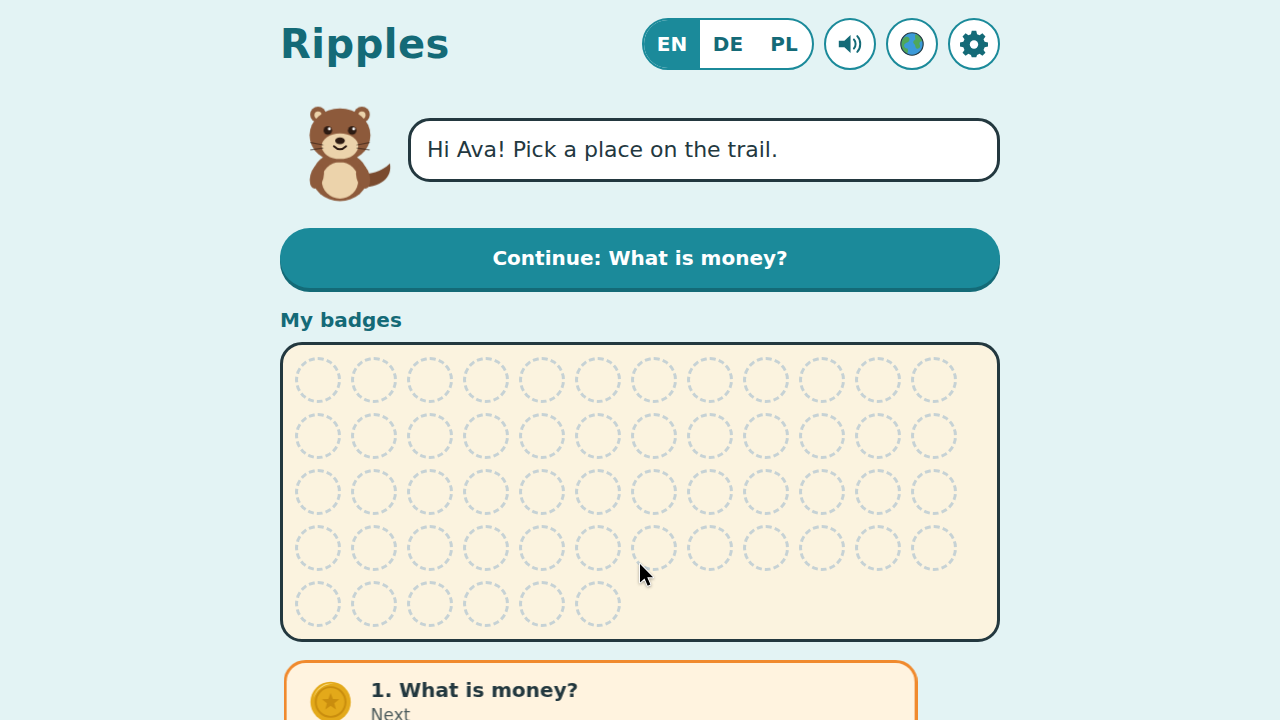 Ripples
EN DE PL
Hi Ava! Pick a place on the trail.
Continue: What is money?
My badges
1. What is money?
Next